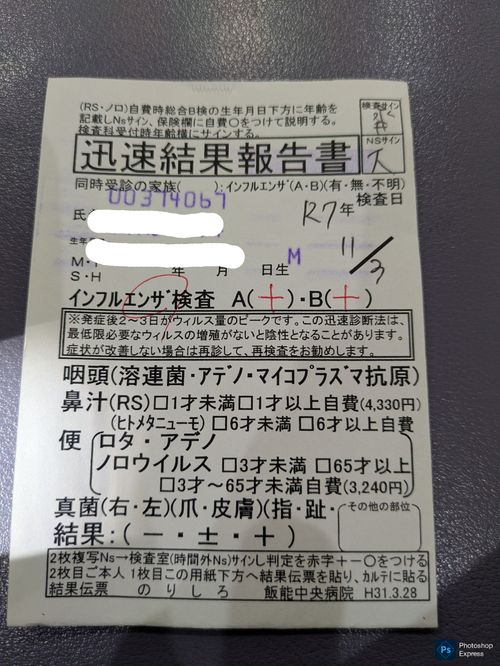 (RS・ノロ)自費時総合B検の生年月日下方に年齢を
記載しNsサイン、保険欄に自費○をつけて説明する。
検査科受付時年齢横にサインする。
検査サイン
NSサイン
迅速結果報告書
同時受診の家族( ):インフルエンザ(A・B)(有・無・不明)
00374067
検査日
R7年
11/3
氏
生年
M・T
S・H
年 月 日生 M
インフルエンザ検査 A(+)・B(+)
※発症後2~3日がウィルス量のピークです。この迅速診断法は、
最低限必要なウィルスの増殖がないと陰性となることがあります。
症状が改善しない場合は再診して、再検査をお勧めします。
咽頭(溶連菌・アデノ・マイコプラズマ抗原)
鼻汁(RS)□1才未満□1才以上自費(4,330円)
(ヒトメタニューモ)□6才未満□6才以上自費
便 ロタ・アデノ
ノロウイルス □3才未満 □65才以上
□3才~65才未満自費(3,240円)
真菌(右・左)(爪・皮膚)(指・趾・ その他の部位
結果:(ー・±・+)
2枚複写Ns→検査室(時間外Ns)サインし判定を赤字+ー○をつける
2枚目ご本人 1枚目この用紙下方へ結果伝票を貼り、カルテに貼る
結果伝票 のりしろ 飯能中央病院 H31.3.28
Ps Photoshop Express